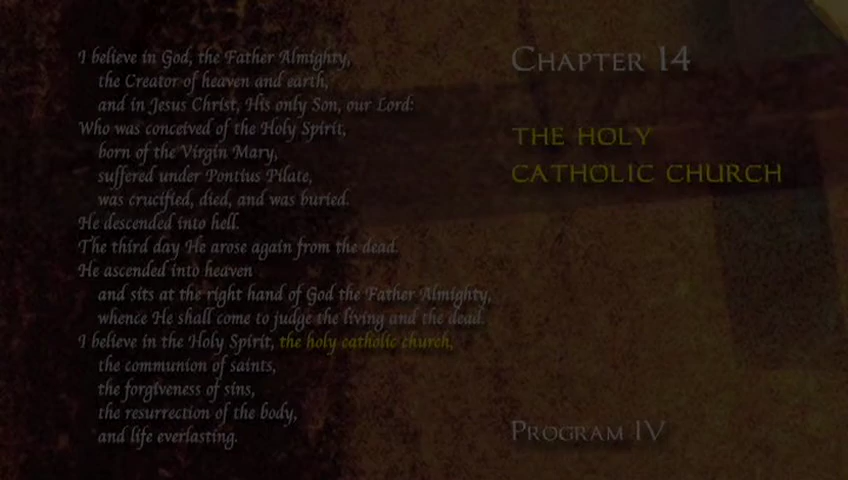 I believe in God, the Father Almighty,
the Creator of heaven and earth,
and in Jesus Christ, His only Son, our Lord:
Who was conceived of the Holy Spirit,
born of the Virgin Mary,
suffered under Pontius Pilate,
was crucified, died, and was buried.
He descended into hell.
The third day He arose again from the dead.
He ascended into heaven
and sits at the right hand of God the Father Almighty,
whence He shall come to judge the living and the dead.
I believe in the Holy Spirit, the holy catholic church,
the communion of saints,
the forgiveness of sins,
the resurrection of the body,
and life everlasting.
Chapter 14
THE HOLY
CATHOLIC CHURCH
Program IV